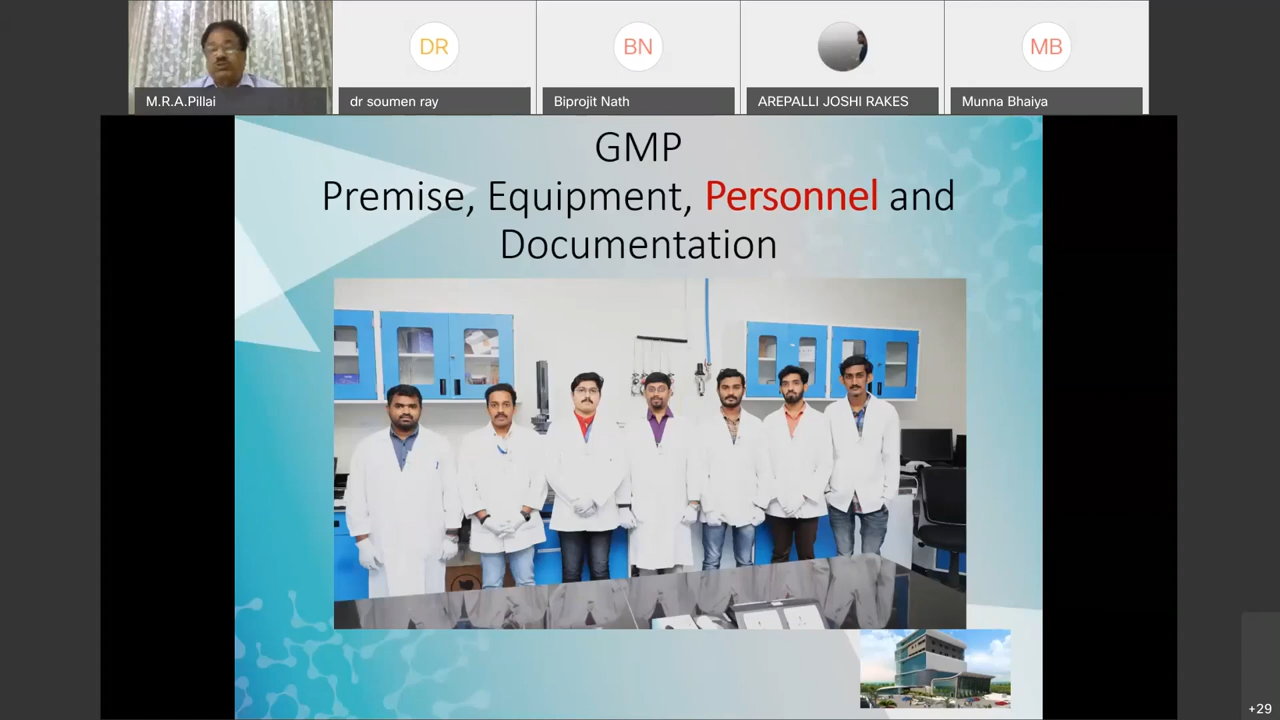 DR
BN
MB
M.R.A.Pillai
dr soumen ray
Biprojit Nath
AREPALLI JOSHI RAKES
Munna Bhaiya
GMP
Premise, Equipment, Personnel and
Documentation
+29